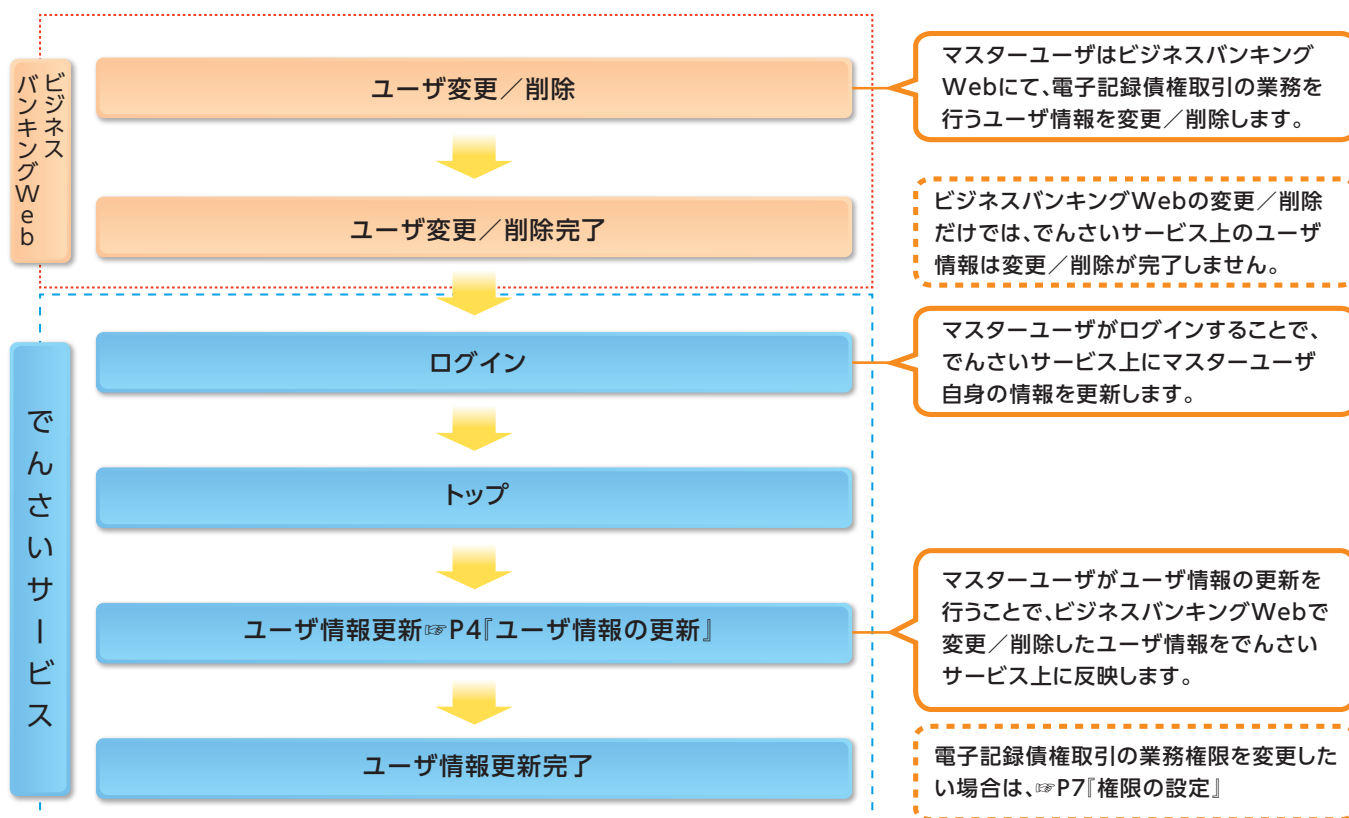 ビジネス
バンキングWeb
ユーザ変更／削除
マスターユーザはビジネスバンキング
Webにて、電子記録債権取引の業務を
行うユーザ情報を変更／削除します。
ユーザ変更／削除完了
ビジネスバンキングWebの変更／削除
だけでは、でんさいサービス上のユーザ
情報は変更／削除が完了しません。
でんさいサービス
ログイン
マスターユーザがログインすることで、
でんさいサービス上にマスターユーザ
自身の情報を更新します。
トップ
ユーザ情報更新☞P4『ユーザ情報の更新』
マスターユーザがユーザ情報の更新を
行うことで、ビジネスバンキングWebで
変更／削除したユーザ情報をでんさい
サービス上に反映します。
ユーザ情報更新完了
電子記録債権取引の業務権限を変更した
い場合は、☞P7『権限の設定』